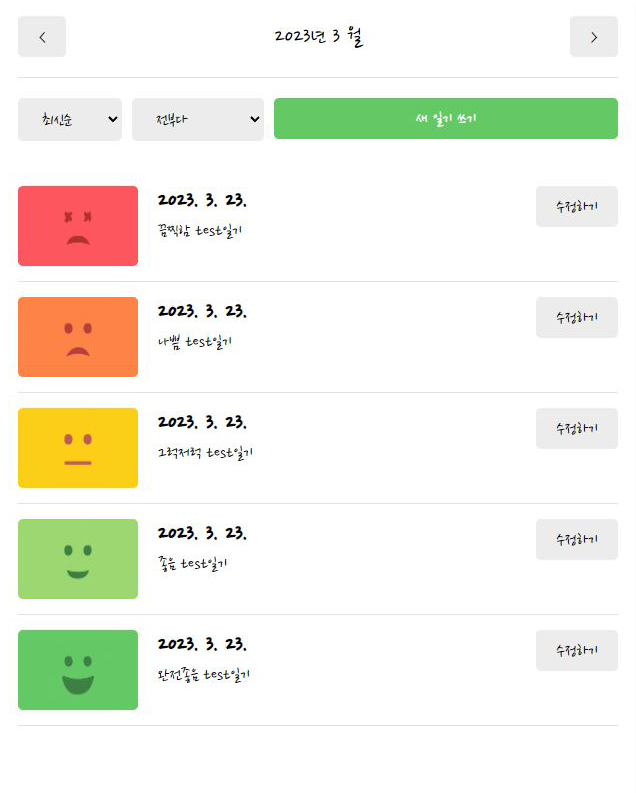 < 2023년 3 월 >
최신순 전부다 새 일기 쓰기
2023. 3. 23.
끔찍함 test일기
수정하기
2023. 3. 23.
나쁨 test일기
수정하기
2023. 3. 23.
그럭저럭 test일기
수정하기
2023. 3. 23.
좋음 test일기
수정하기
2023. 3. 23.
완전좋음 test일기
수정하기